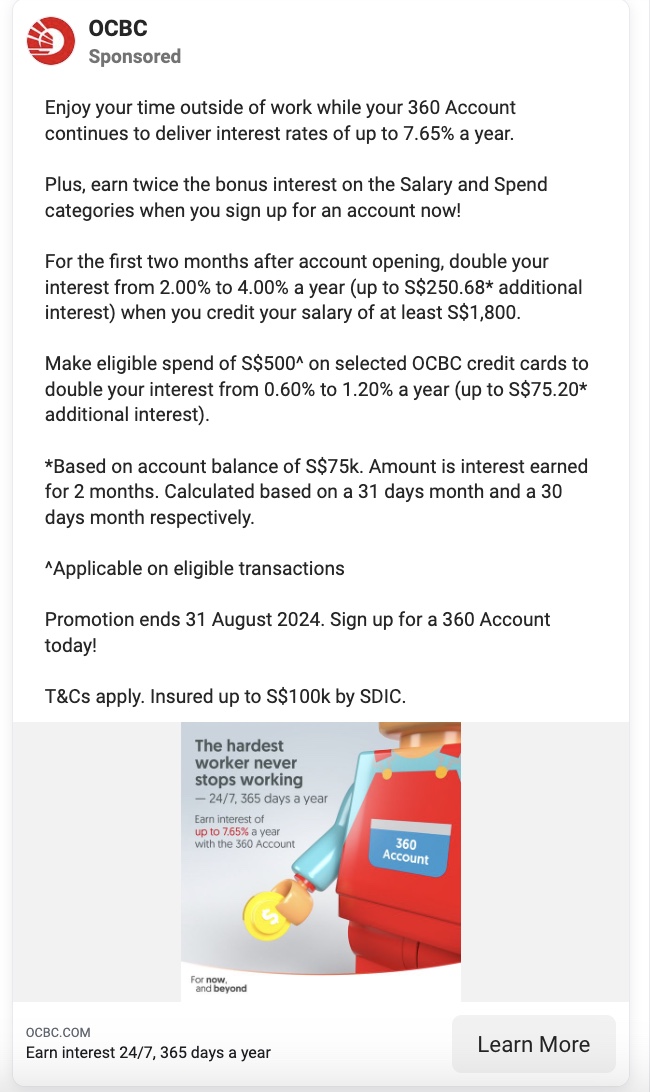 OCBC
Sponsored
Enjoy your time outside of work while your 360 Account
continues to deliver interest rates of up to 7.65% a year.
Plus, earn twice the bonus interest on the Salary and Spend
categories when you sign up for an account now!
For the first two months after account opening, double your
interest from 2.00% to 4.00% a year (up to S$250.68* additional
interest) when you credit your salary of at least S$1,800.
Make eligible spend of S$500^ on selected OCBC credit cards to
double your interest from 0.60% to 1.20% a year (up to S$75.20*
additional interest).
*Based on account balance of S$75k. Amount is interest earned
for 2 months. Calculated based on a 31 days month and a 30
days month respectively.
^Applicable on eligible transactions
Promotion ends 31 August 2024. Sign up for a 360 Account
today!
T&Cs apply. Insured up to S$100k by SDIC.
The hardest
worker never
stops working
— 24/7, 365 days a year
Earn interest of
up to 7.65% a year
with the 360 Account
360
Account
S
For now,
and beyond
OCBC.COM
Earn interest 24/7, 365 days a year
Learn More